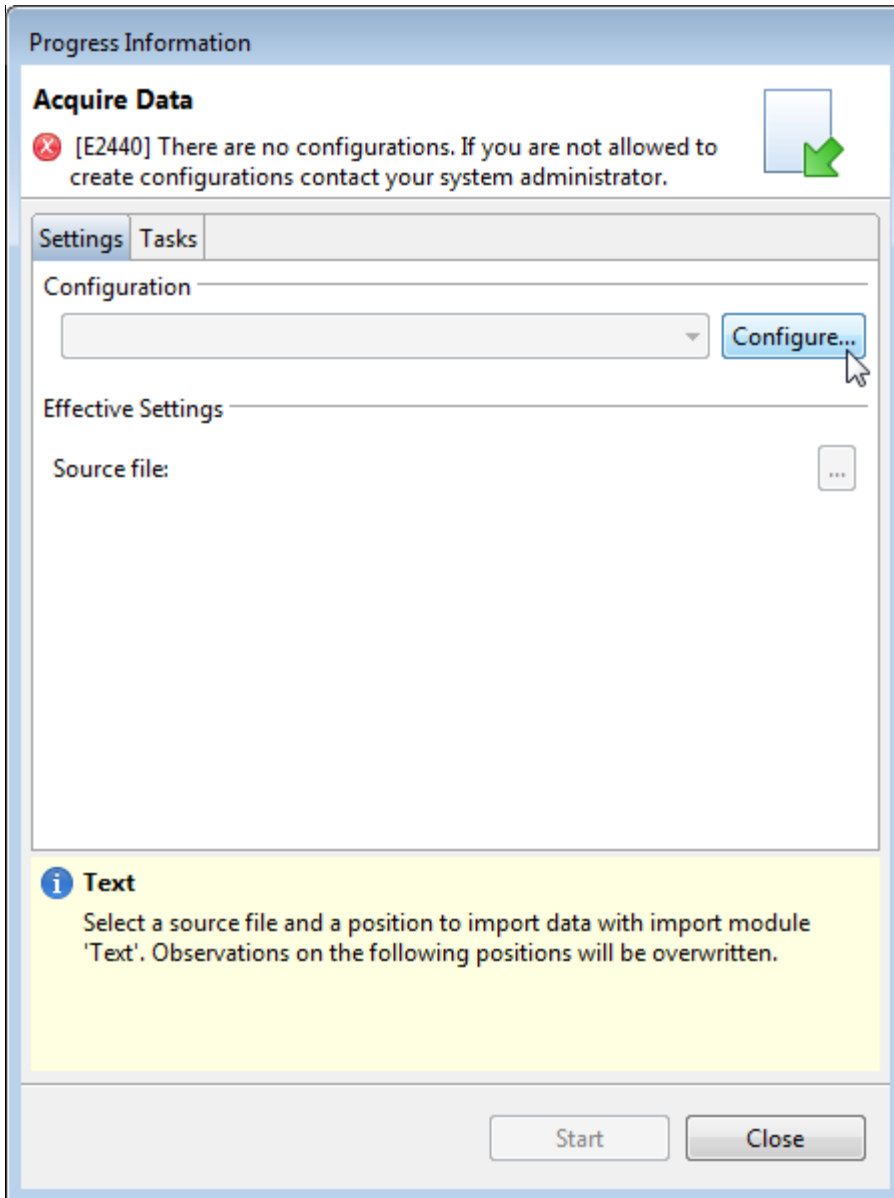 Progress Information
Acquire Data
[E2440] There are no configurations. If you are not allowed to
create configurations contact your system administrator.
Settings Tasks
Configuration
Configure...
Effective Settings
Source file:
...
Text
Select a source file and a position to import data with import module
'Text'. Observations on the following positions will be overwritten.
Start Close